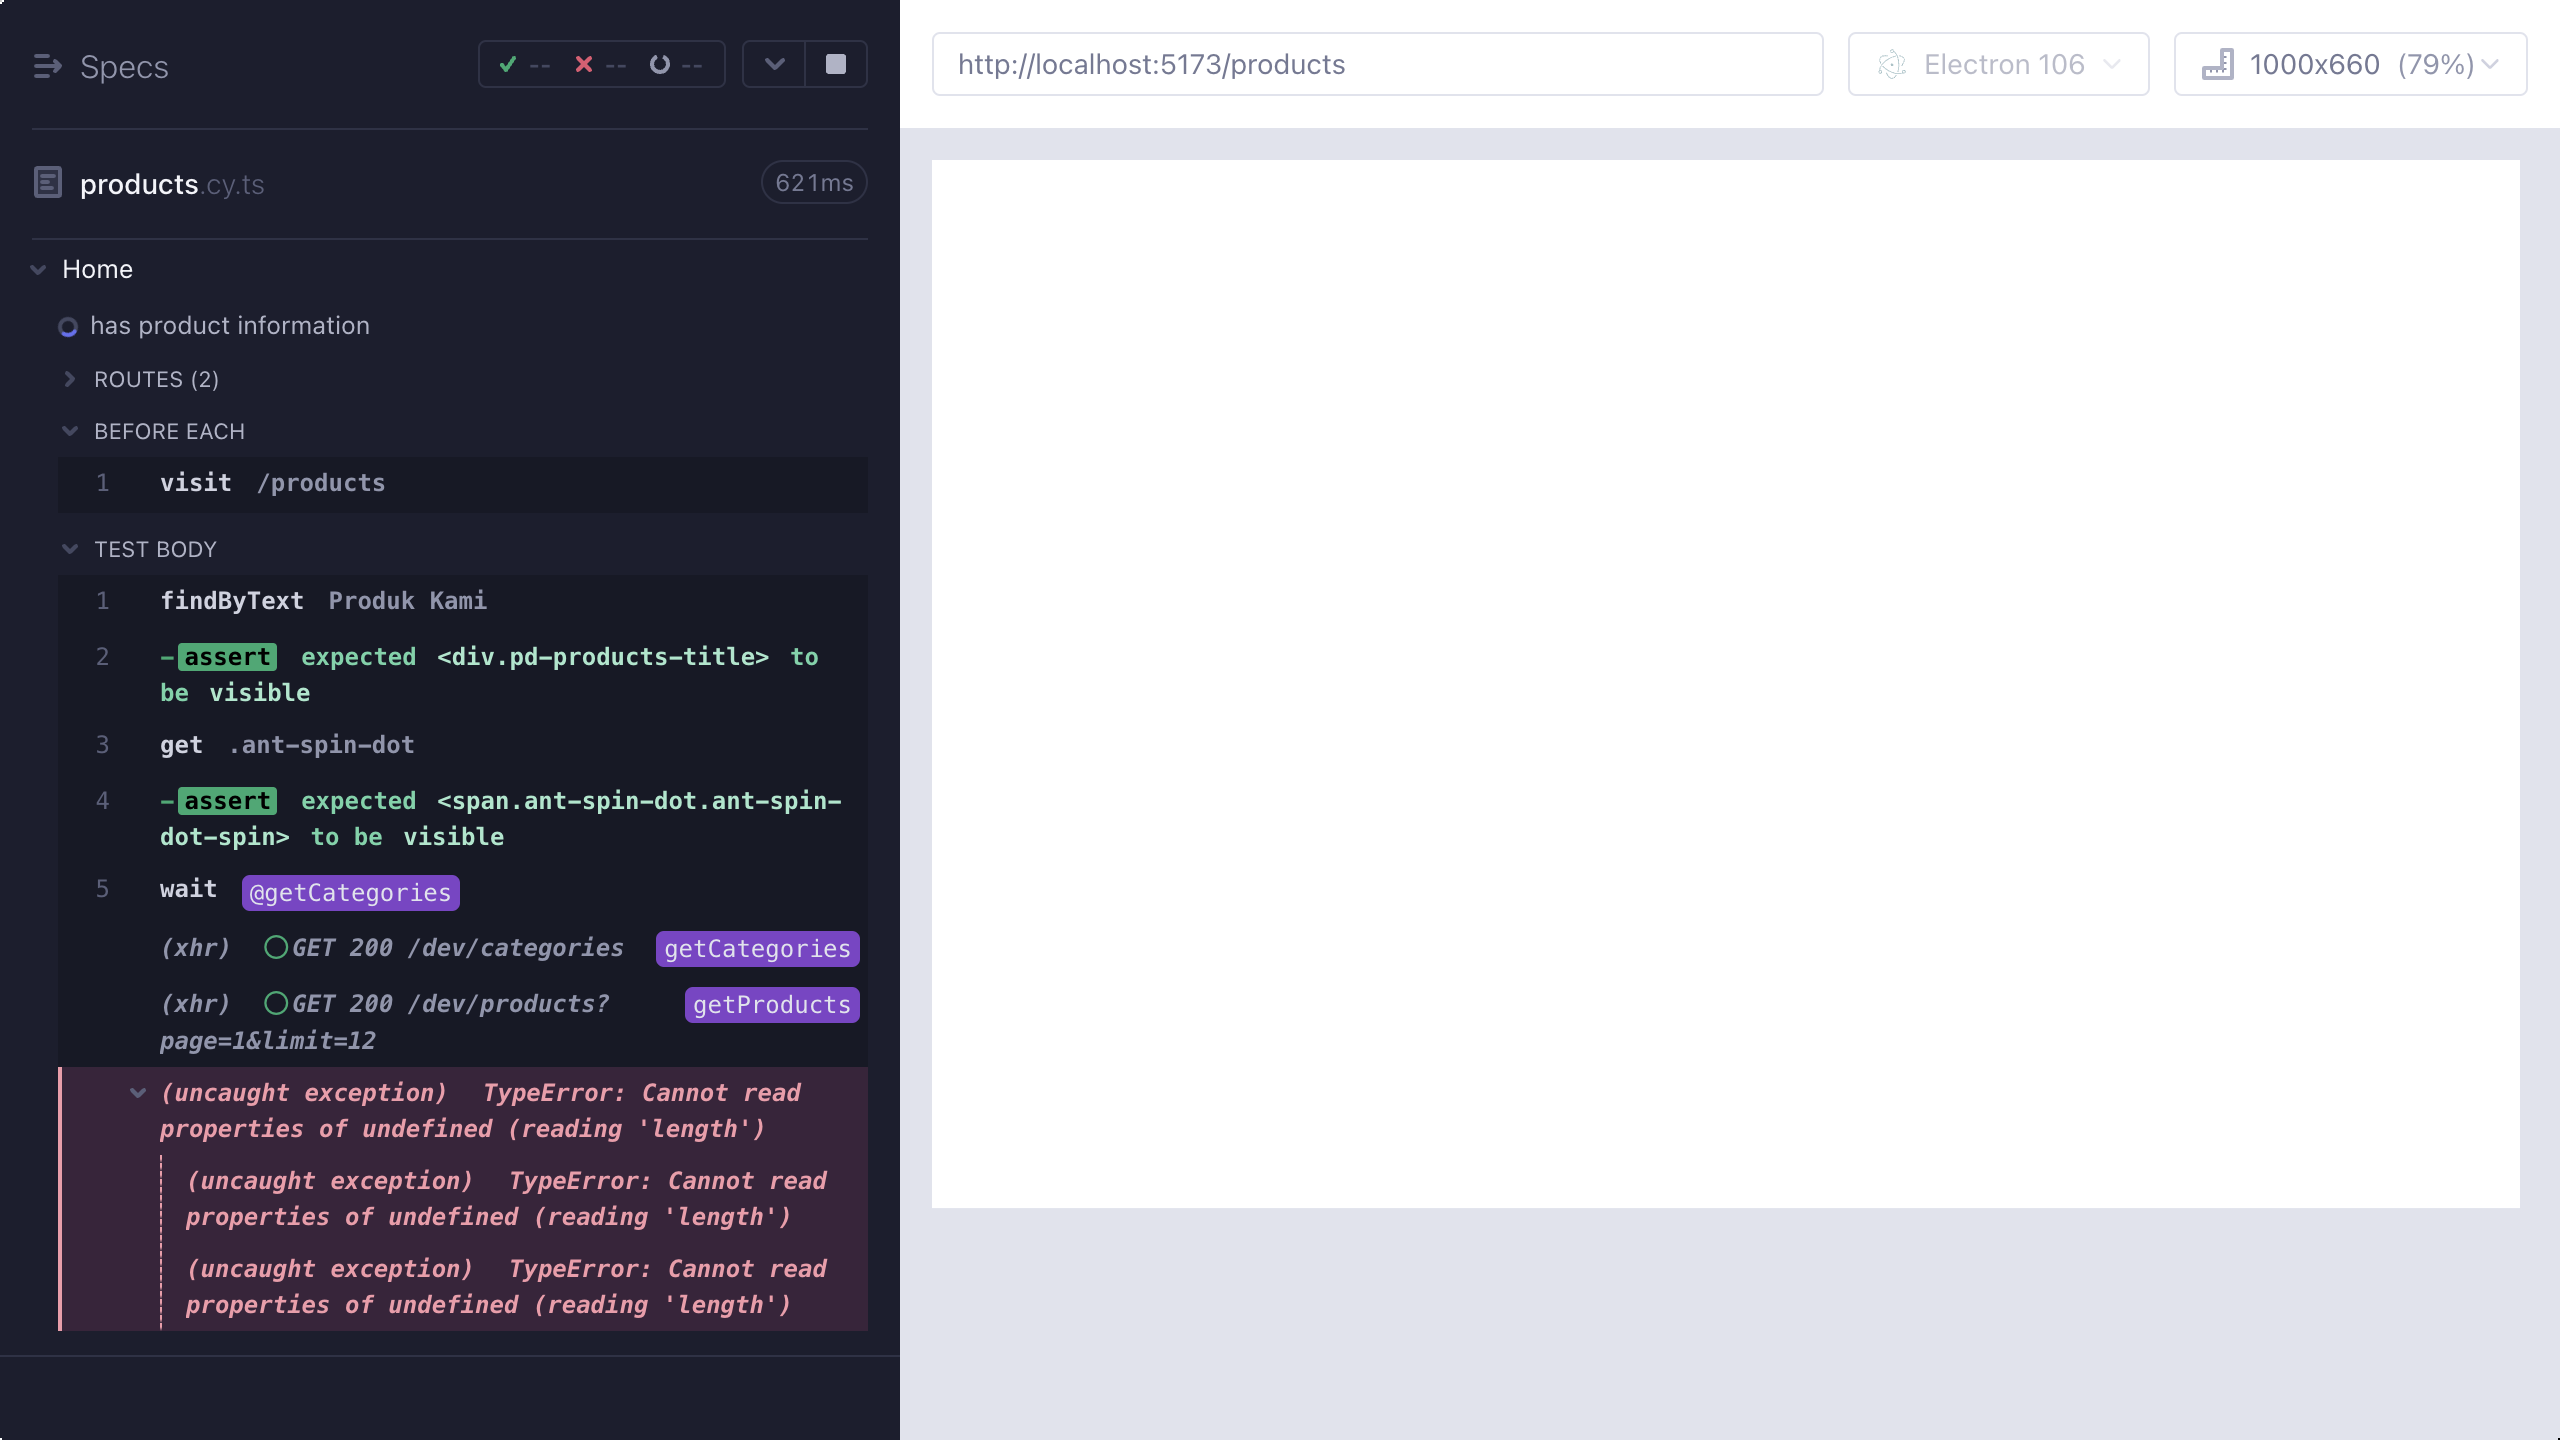 Specs
-- -- --
products.cy.ts
621ms
Home
has product information
ROUTES (2)
BEFORE EACH
1 visit /products
TEST BODY
1 findByText Produk Kami
2 -assert expected <div.pd-products-title> to
be visible
3 get .ant-spin-dot
4 -assert expected <span.ant-spin-dot.ant-spin-
dot-spin> to be visible
5 wait @getCategories
(xhr) GET 200 /dev/categories getCategories
(xhr) GET 200 /dev/products? getProducts
page=1&limit=12
(uncaught exception) TypeError: Cannot read
properties of undefined (reading 'length')
(uncaught exception) TypeError: Cannot read
properties of undefined (reading 'length')
(uncaught exception) TypeError: Cannot read
properties of undefined (reading 'length')
http://localhost:5173/products
Electron 106
1000x660 (79%)